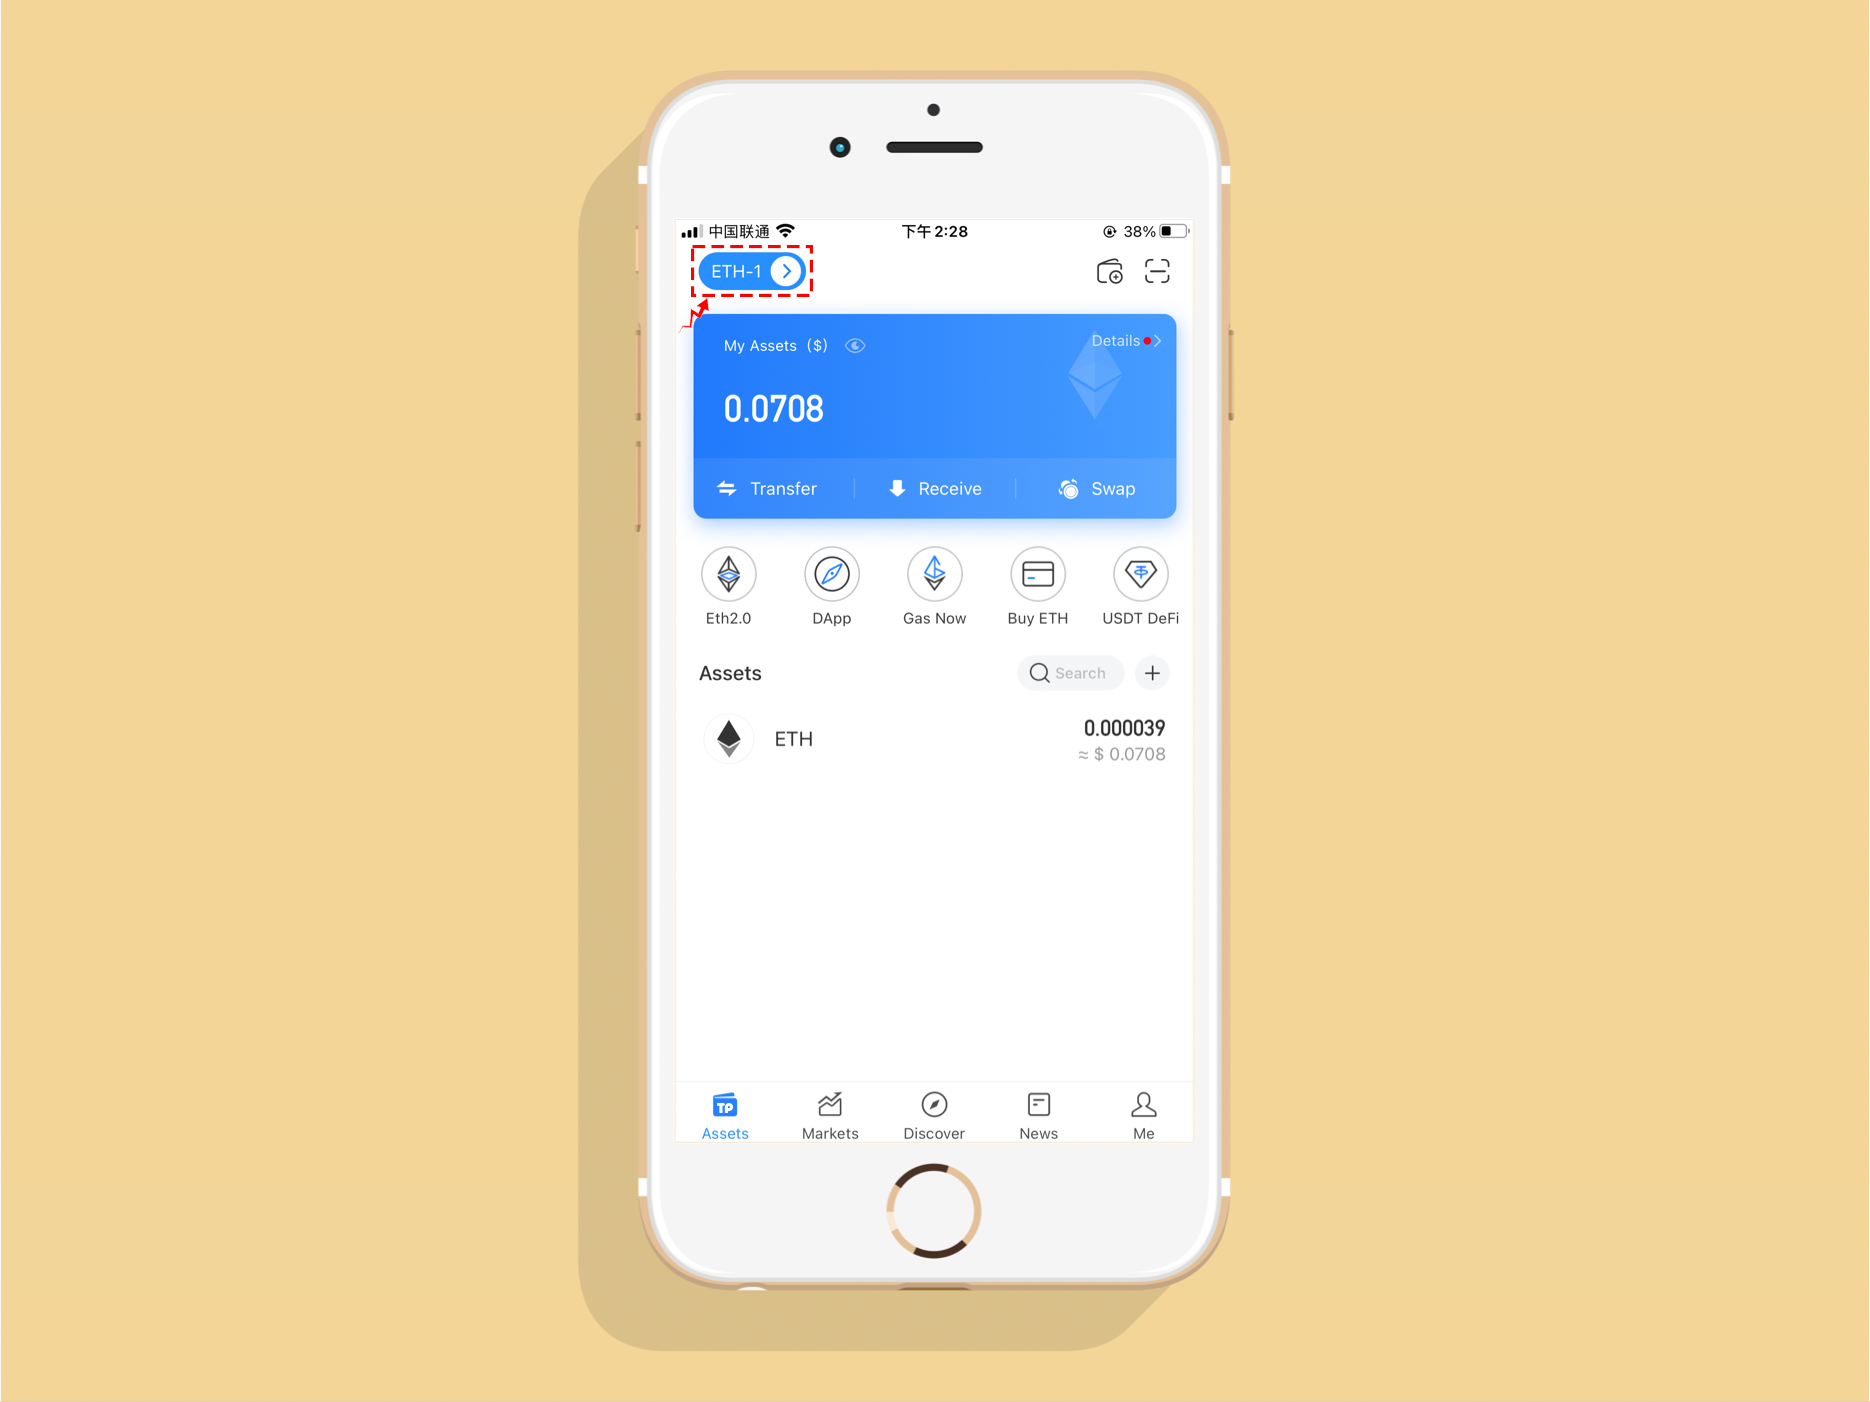 中国联通
下午 2:28
38%
ETH-1
My Assets ($)
Details
0.0708
Transfer
Receive
Swap
Eth2.0
DApp
Gas Now
Buy ETH
USDT DeFi
Assets
Search
ETH
0.000039
≈ $ 0.0708
TP
Assets
Markets
Discover
News
Me